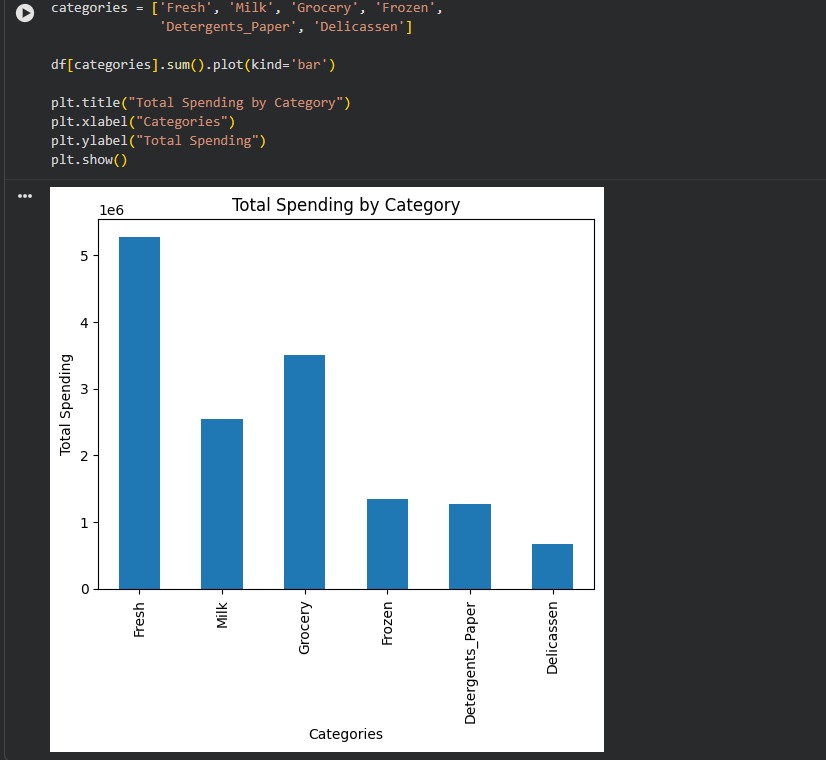 categories = ['Fresh', 'Milk', 'Grocery', 'Frozen',
'Detergents_Paper', 'Delicassen']
df[categories].sum().plot(kind='bar')
plt.title("Total Spending by Category")
plt.xlabel("Categories")
plt.ylabel("Total Spending")
plt.show()
Total Spending by Category
1e6
5
4
3
2
1
0
Total Spending
Fresh
Milk
Grocery
Frozen
Detergents_Paper
Delicassen
Categories